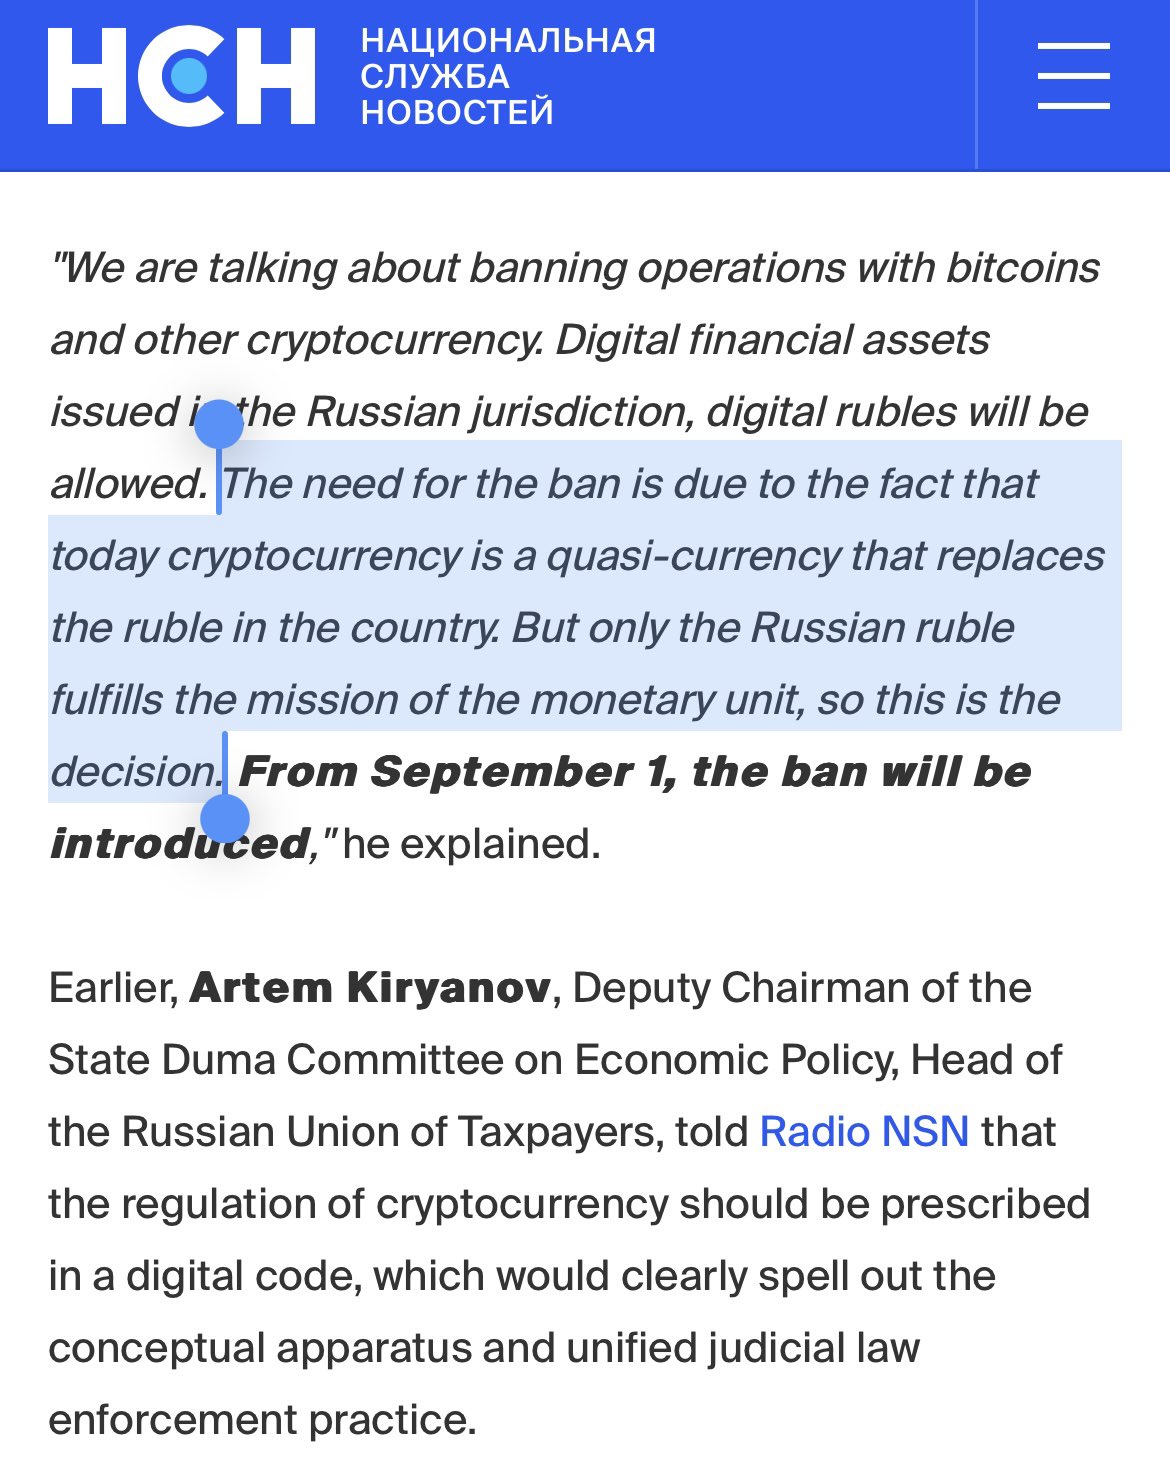 НСН
НАЦИОНАЛЬНАЯ
СЛУЖБА
НОВОСТЕЙ
"We are talking about banning operations with bitcoins
and other cryptocurrency. Digital financial assets
issued in the Russian jurisdiction, digital rubles will be
allowed. The need for the ban is due to the fact that
today cryptocurrency is a quasi-currency that replaces
the ruble in the country. But only the Russian ruble
fulfills the mission of the monetary unit, so this is the
decision. From September 1, the ban will be
introduced," he explained.
Earlier, Artem Kiryanov, Deputy Chairman of the
State Duma Committee on Economic Policy, Head of
the Russian Union of Taxpayers, told Radio NSN that
the regulation of cryptocurrency should be prescribed
in a digital code, which would clearly spell out the
conceptual apparatus and unified judicial law
enforcement practice.